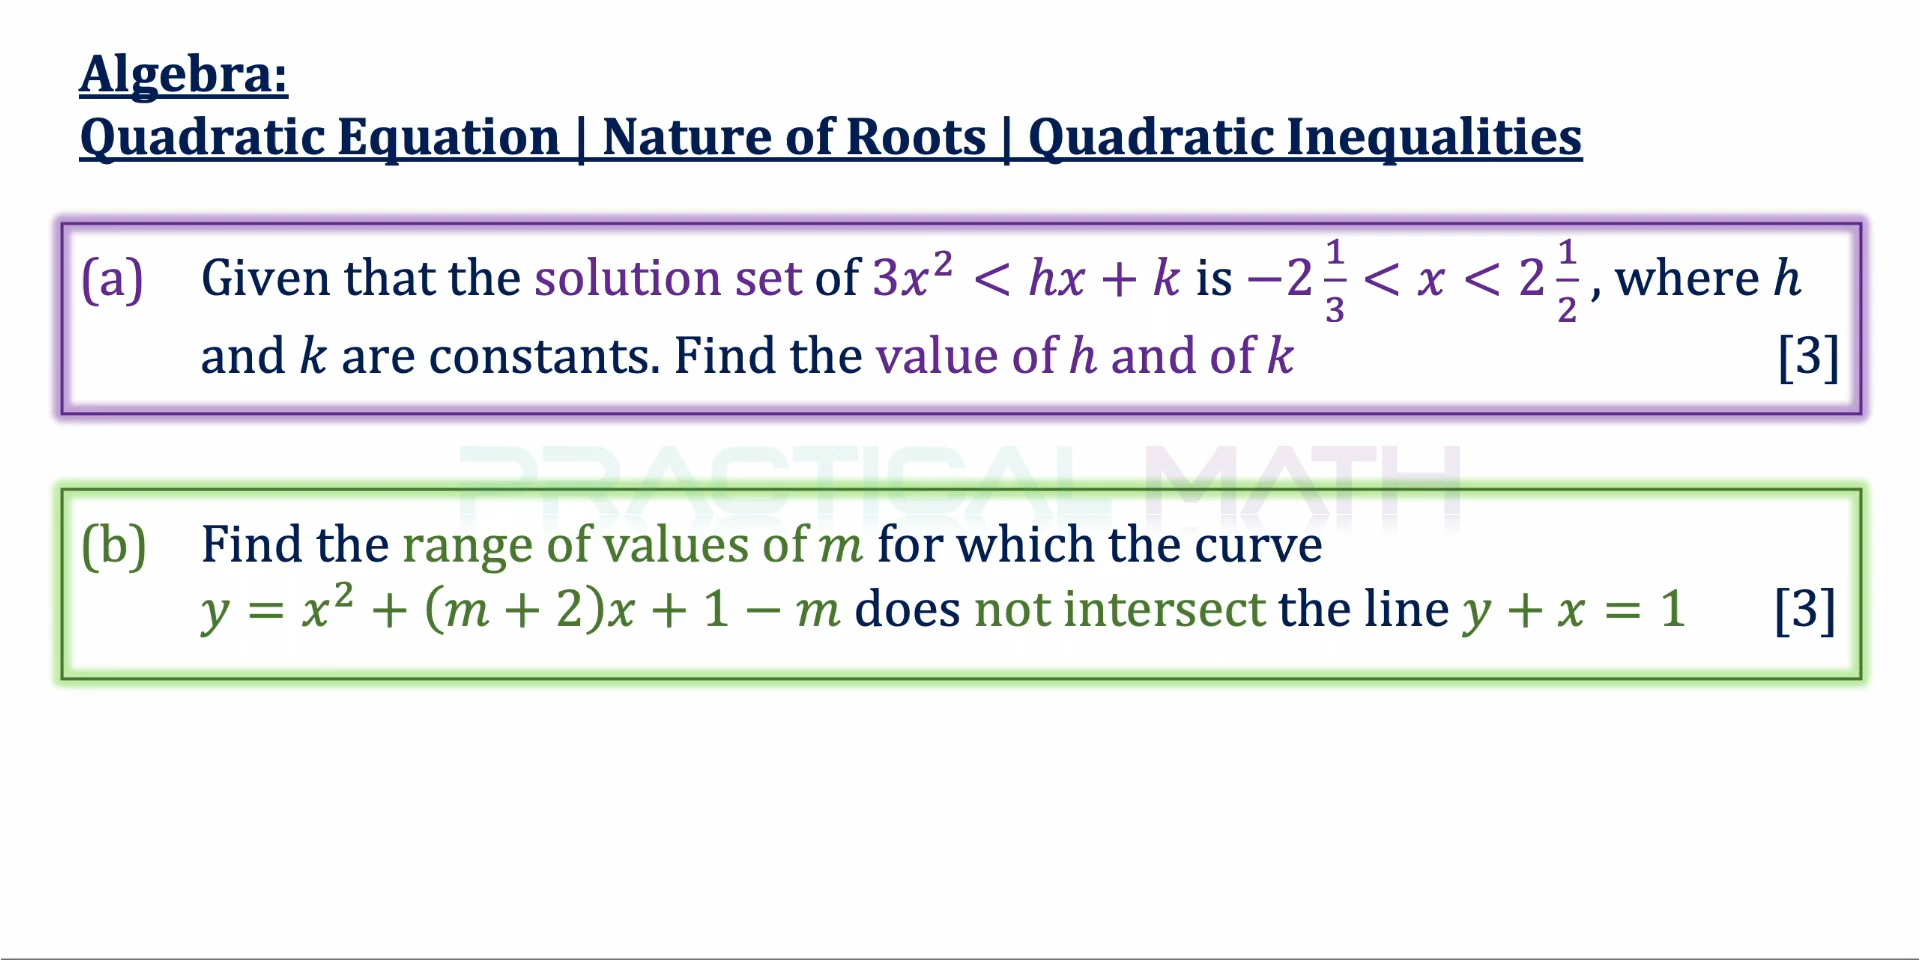 Algebra:
Quadratic Equation | Nature of Roots | Quadratic Inequalities
(a) Given that the solution set of 3x² < hx + k is −2 1/3 < x < 2 1/2, where h
and k are constants. Find the value of h and of k [3]
PRACTICAL MATH
(b) Find the range of values of m for which the curve
y = x² + (m + 2)x + 1 − m does not intersect the line y + x = 1 [3]